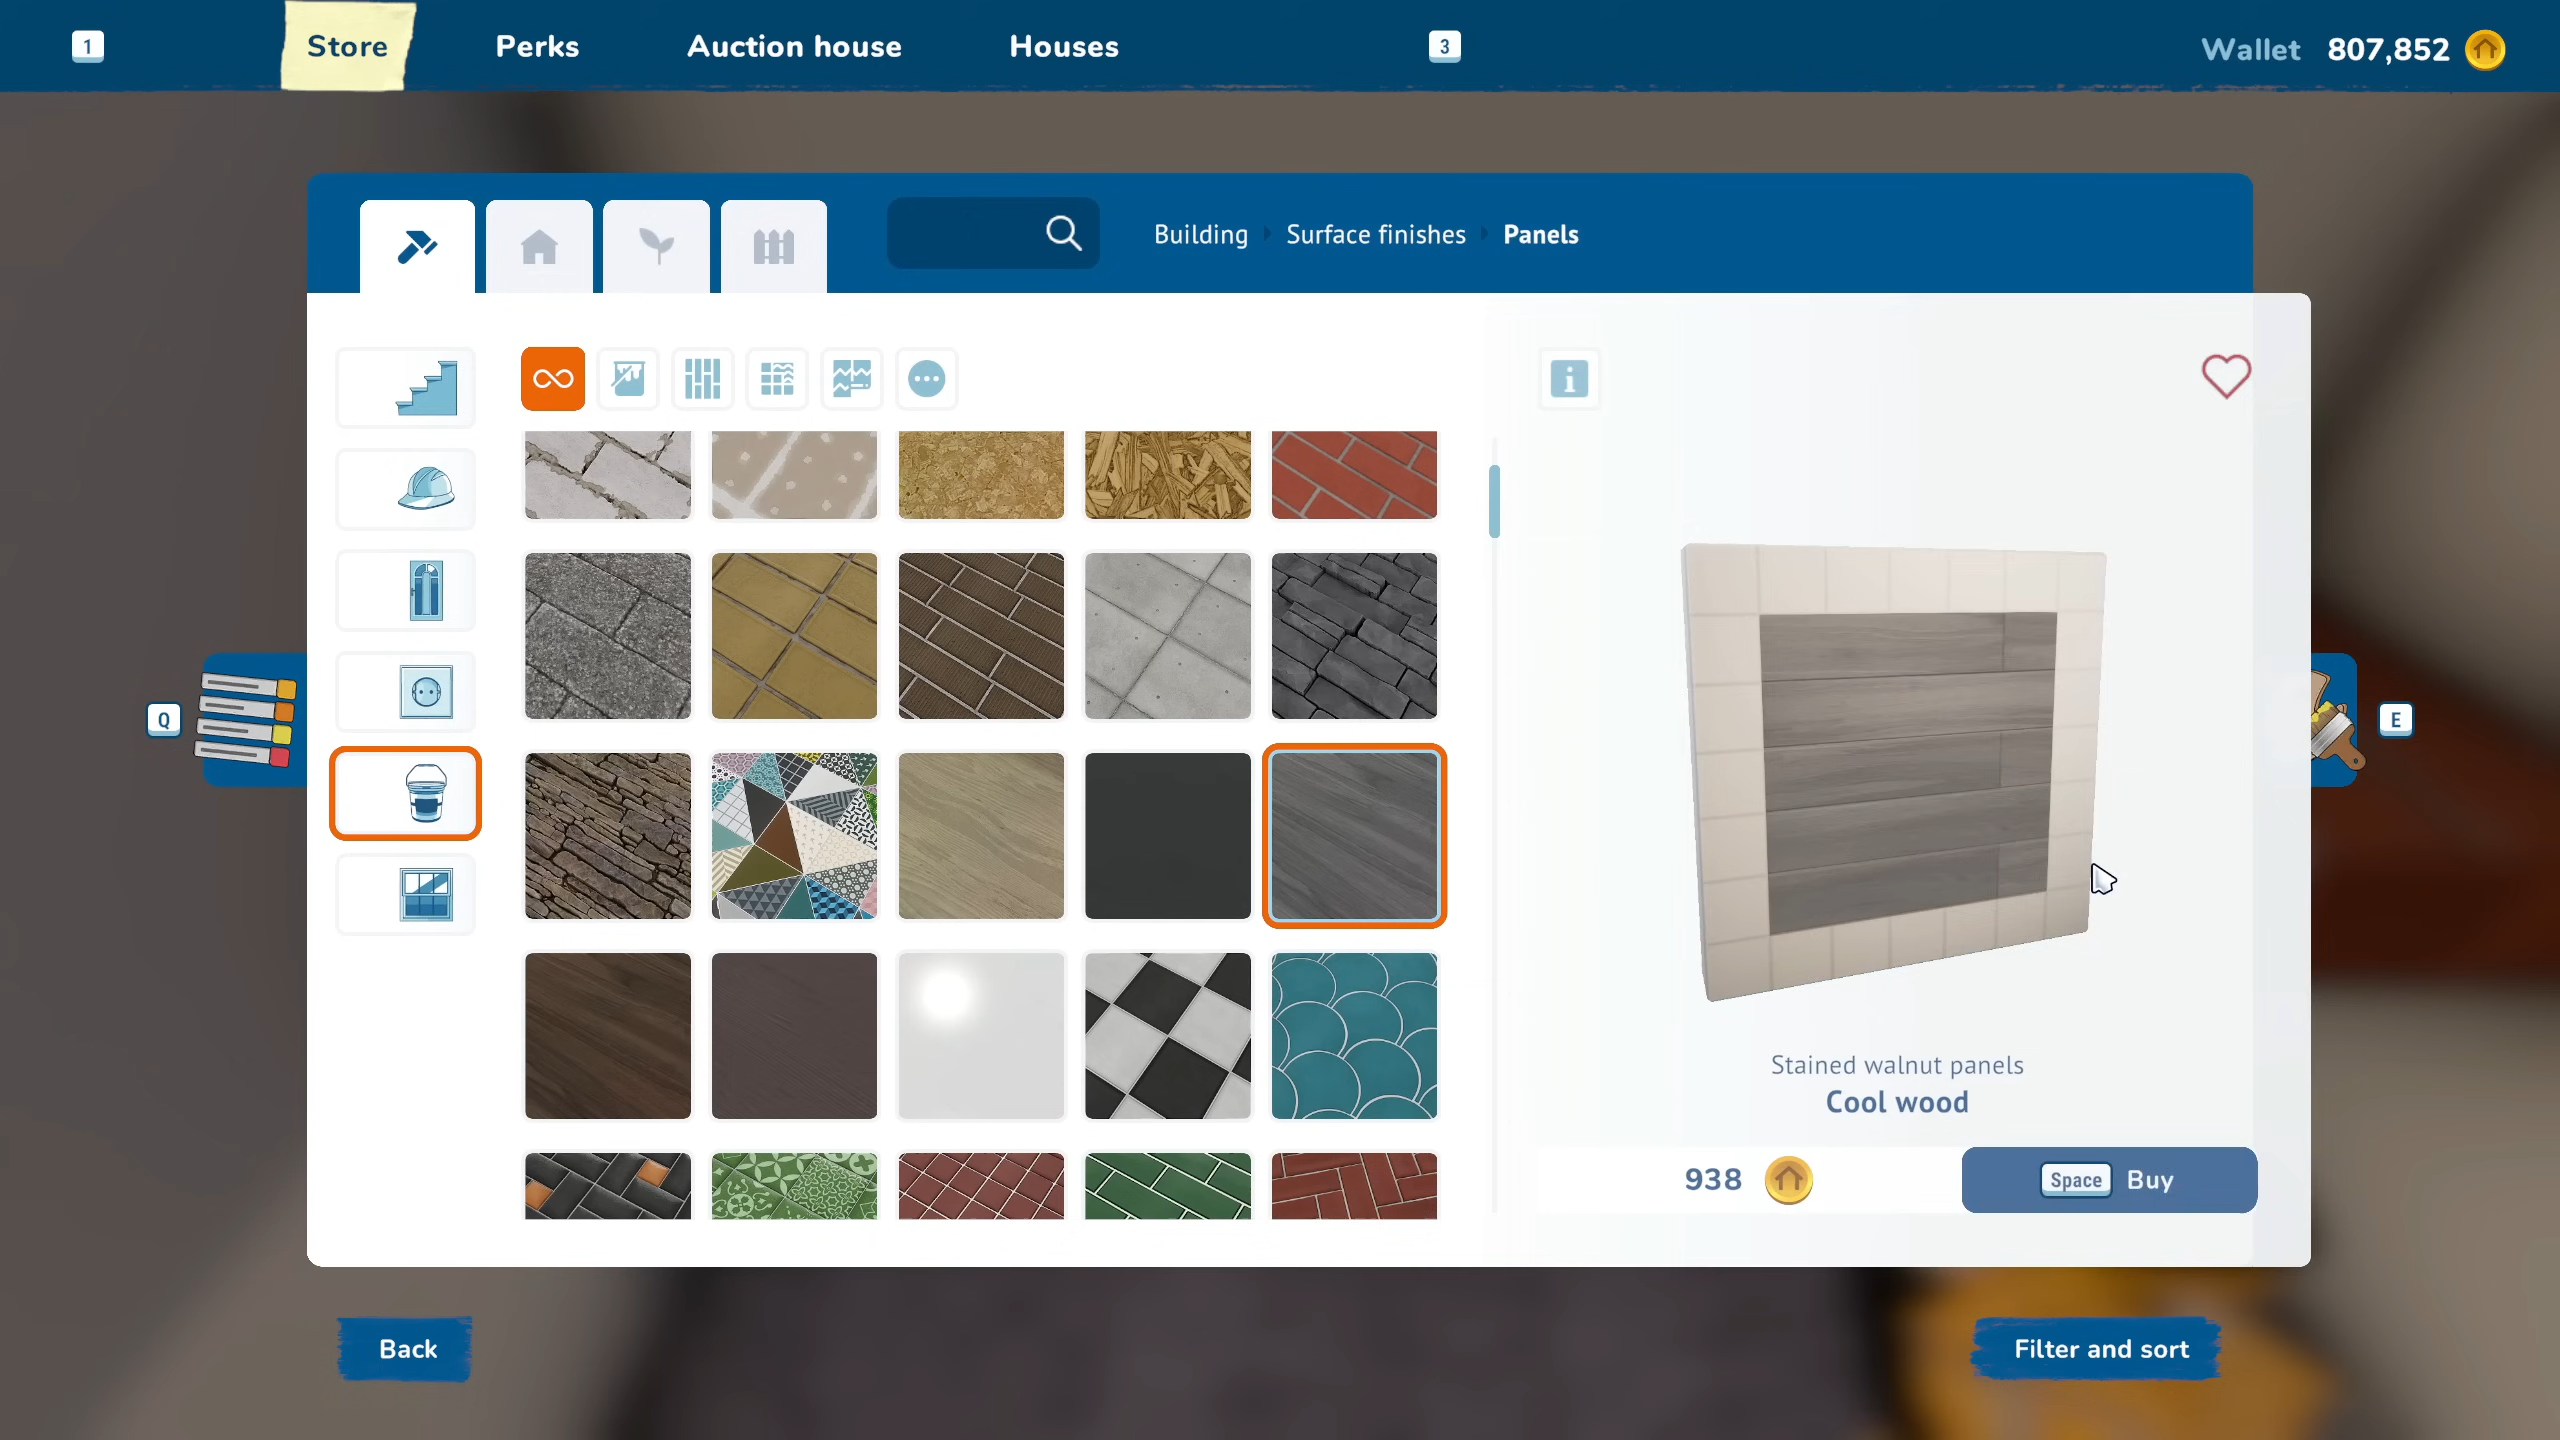 1
Store
Perks
Auction house
Houses
3
Wallet 807,852
Building
Surface finishes
Panels
i
Q
E
Stained walnut panels
Cool wood
938
Space Buy
Back
Filter and sort